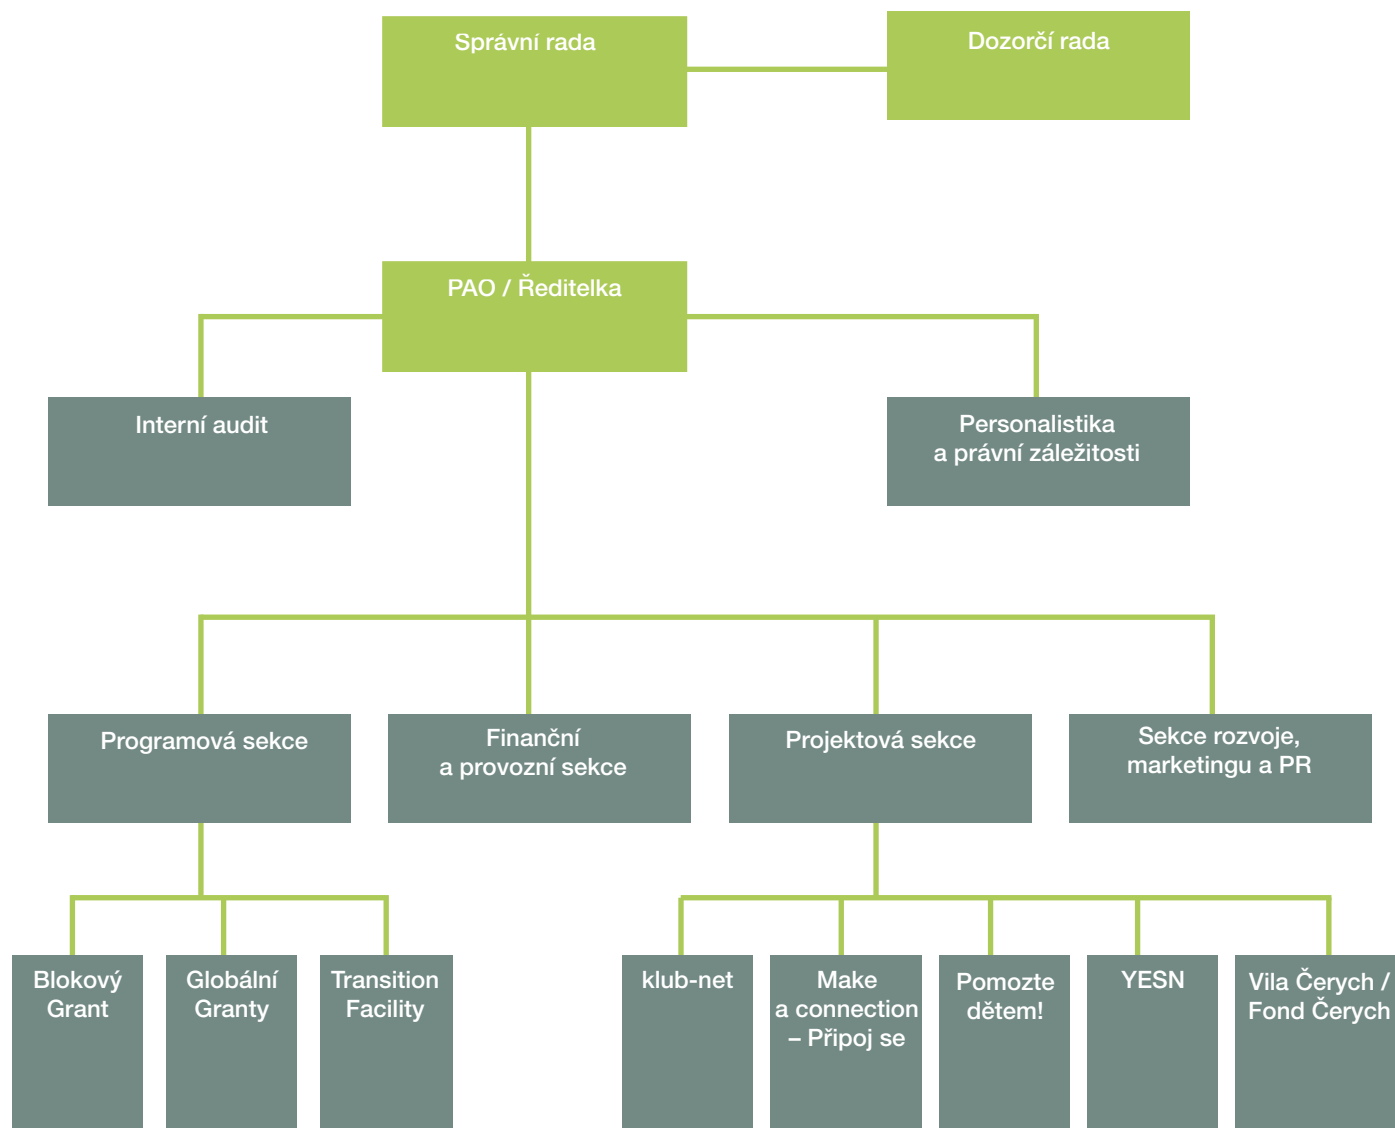 Správní rada
Dozorčí rada
PAO / Ředitelka
Interní audit
Personalistika
a právní záležitosti
Programová sekce
Finanční
a provozní sekce
Projektová sekce
Sekce rozvoje,
marketingu a PR
Blokový
Grant
Globální
Granty
Transition
Facility
klub-net
Make
a connection
– Připoj se
Pomozte
dětem!
YESN
Vila Čerych /
Fond Čerych